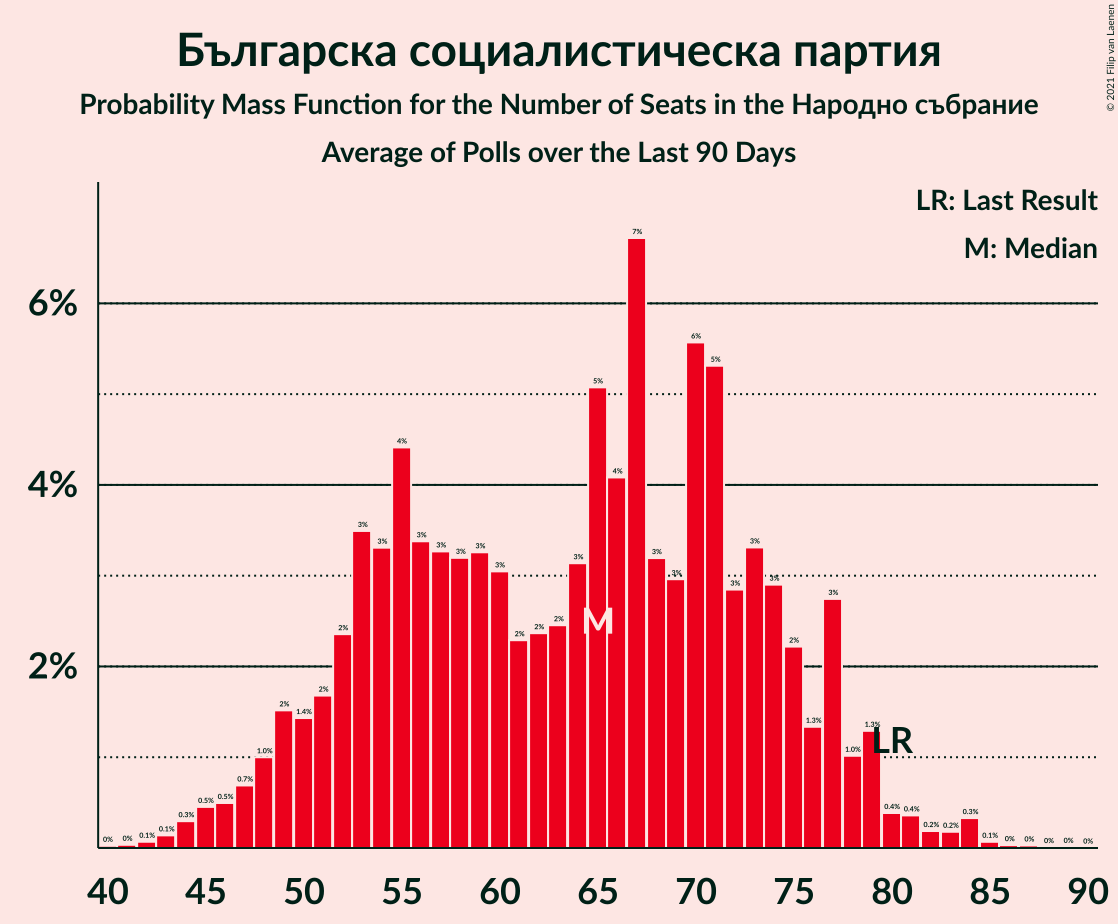 Българска социалистическа партия
Probability Mass Function for the Number of Seats in the Народно събрание
Average of Polls over the Last 90 Days
© 2021 Filip van Laenen
LR: Last Result
M: Median
6%
4%
2%
0% 0% 0.1% 0.1% 0.3% 0.5% 0.5% 0.7% 1.0% 2% 1.4% 2% 2% 3% 3% 4% 3% 3% 3% 3% 3% 2% 2% 2% 3% 5% 4% 7% 3% 3% 6% 5% 3% 3% 3% 2% 1.3% 3% 1.0% 1.3% 0.4% 0.4% 0.2% 0.2% 0.3% 0.1% 0% 0% 0% 0% 0%
M
LR
40 45 50 55 60 65 70 75 80 85 90